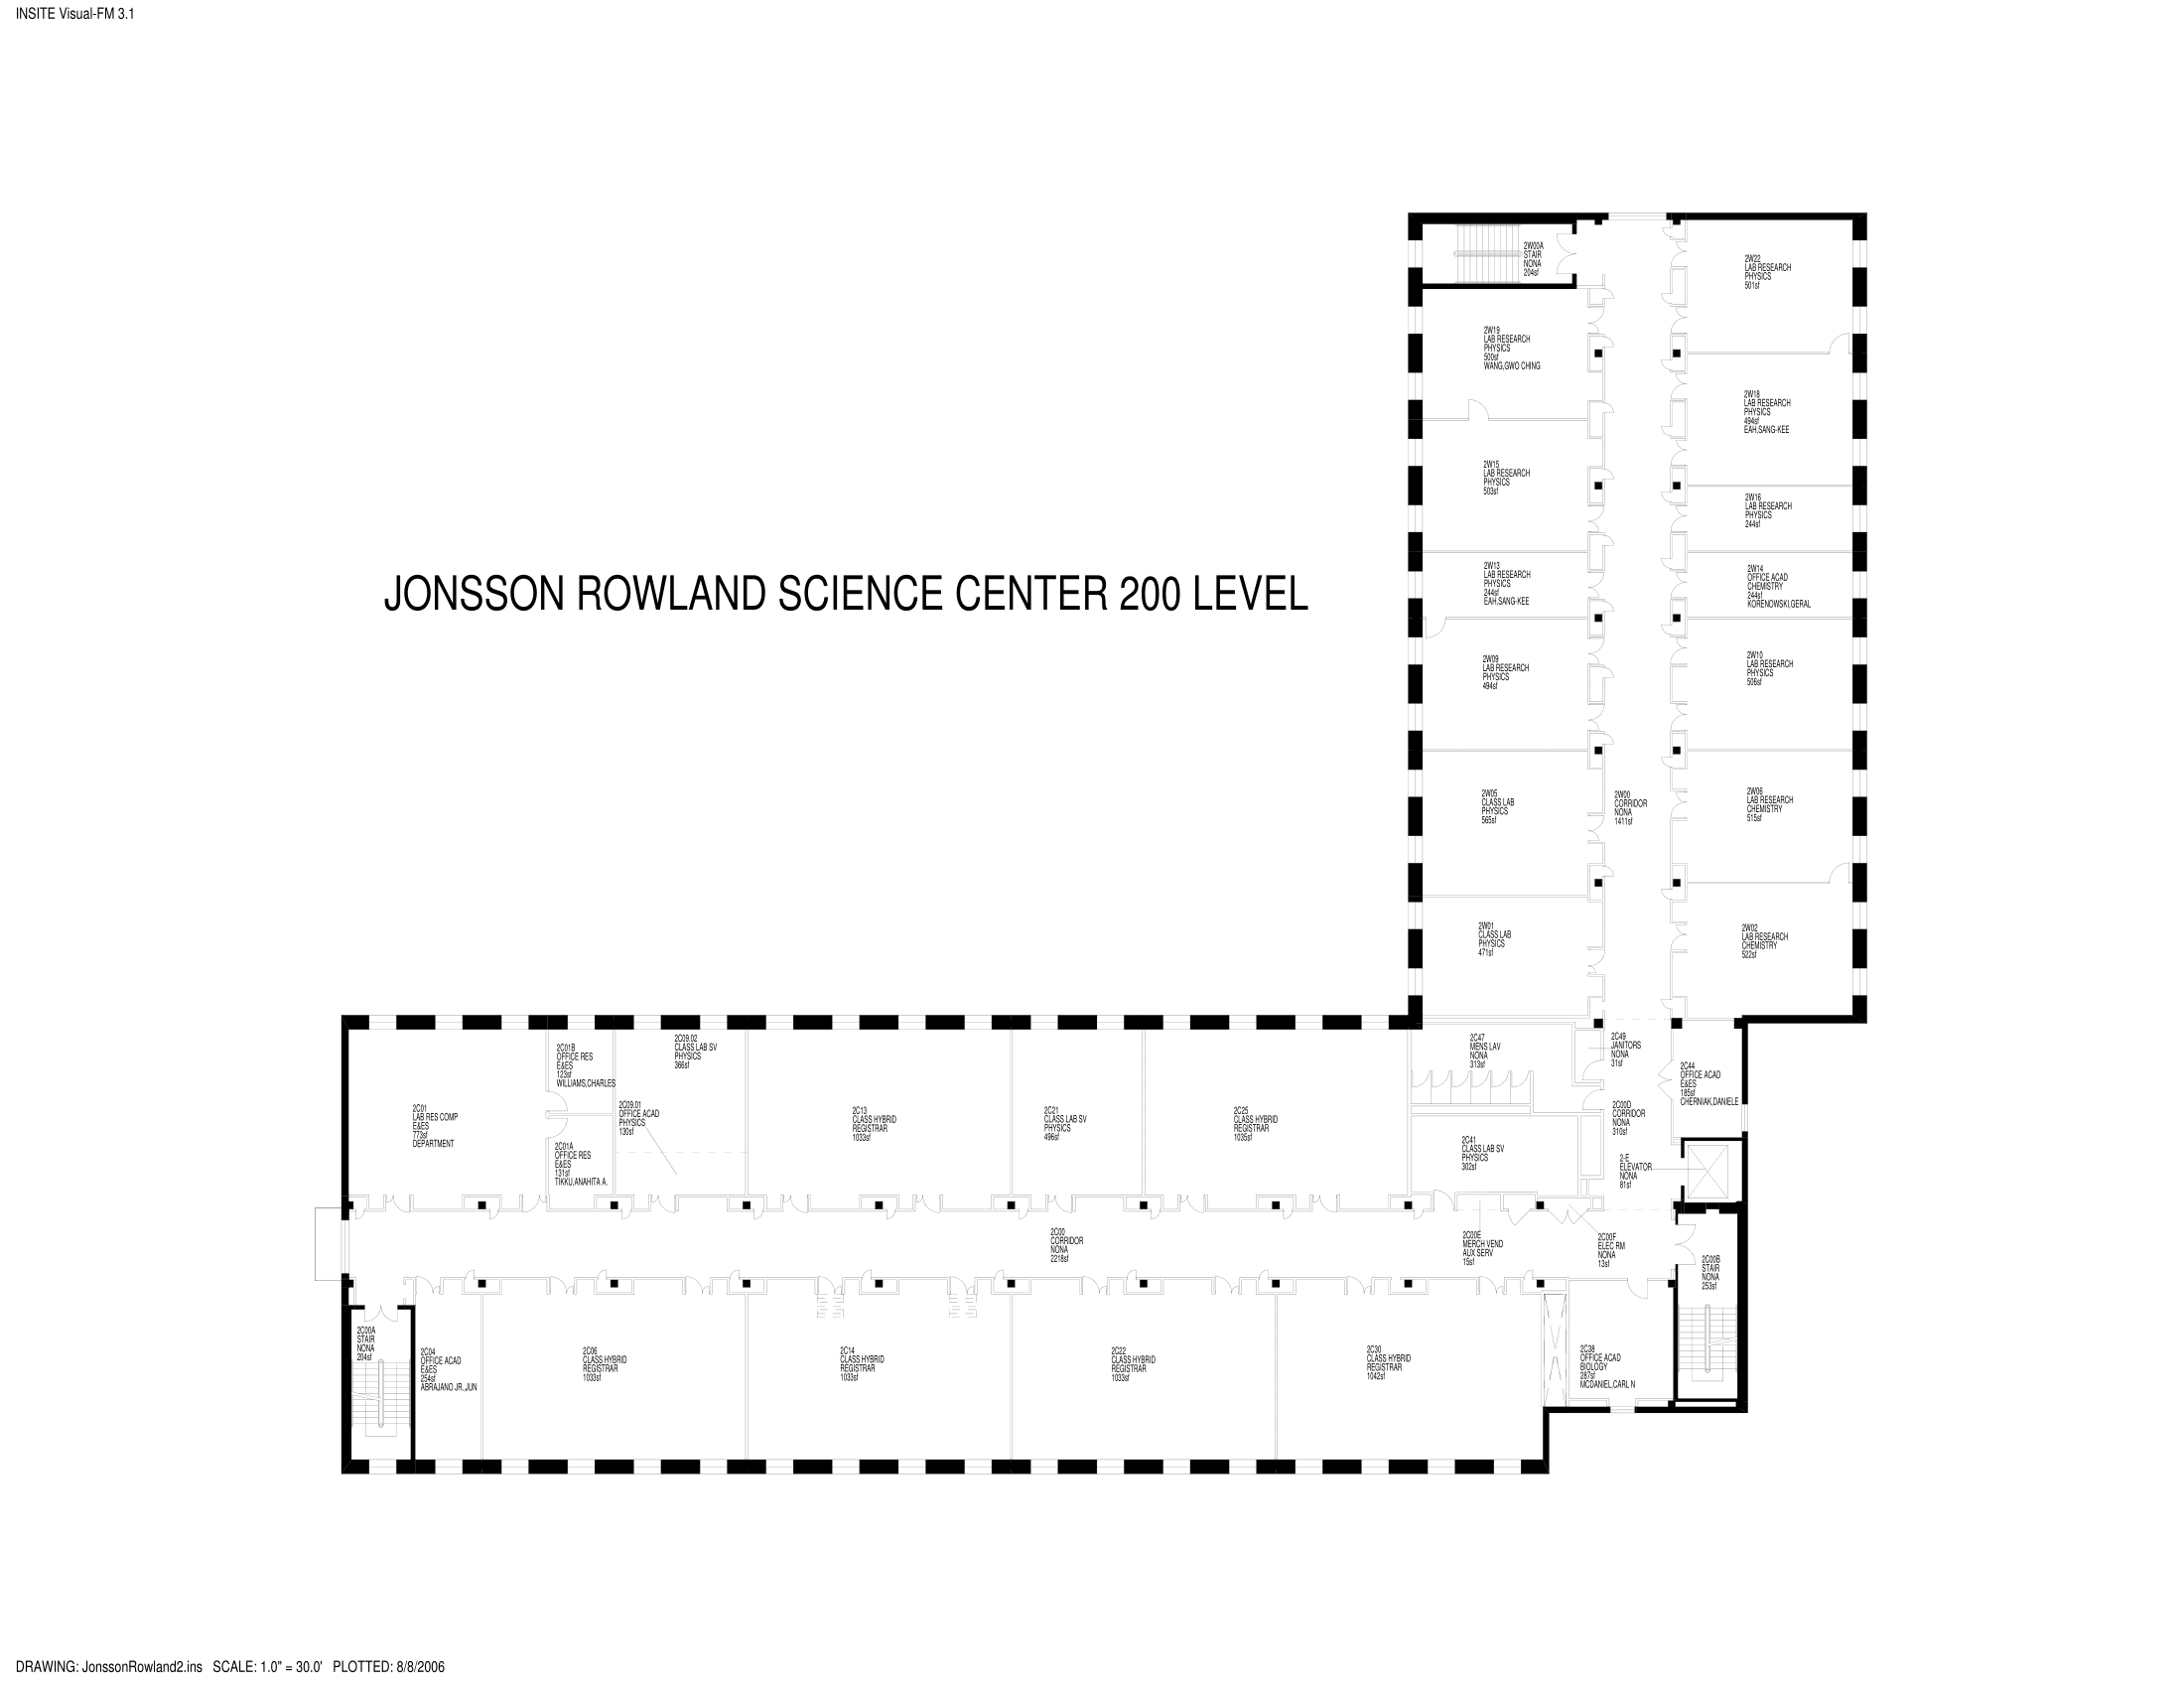 INSITE Visual-FM 3.1
2W00A
STAIR
NONA
204sf
2W22
LAB RESEARCH
PHYSICS
501sf
2W19
LAB RESEARCH
PHYSICS
500sf
WANG,GWO CHING
2W18
LAB RESEARCH
PHYSICS
494sf
EAH,SANG-KEE
2W15
LAB RESEARCH
PHYSICS
503sf
2W16
LAB RESEARCH
PHYSICS
244sf
JONSSON ROWLAND SCIENCE CENTER 200 LEVEL
2W13
LAB RESEARCH
PHYSICS
244sf
EAH,SANG-KEE
2W14
OFFICE ACAD
CHEMISTRY
244sf
KORENOWSKI,GERAL
2W09
LAB RESEARCH
PHYSICS
494sf
2W10
LAB RESEARCH
PHYSICS
506sf
2W05
CLASS LAB
PHYSICS
565sf
2W00
CORRIDOR
NONA
1411sf
2W06
LAB RESEARCH
CHEMISTRY
515sf
2W01
CLASS LAB
PHYSICS
471sf
2W02
LAB RESEARCH
CHEMISTRY
522sf
2C01
LAB RES COMP
E&ES
773sf
DEPARTMENT
2C01B
OFFICE RES
E&ES
123sf
WILLIAMS,CHARLES
2C01A
OFFICE RES
E&ES
131sf
TIKKU,ANAHITA A.
2C09.02
CLASS LAB SV
PHYSICS
366sf
2C09.01
OFFICE ACAD
PHYSICS
130sf
2C13
CLASS HYBRID
REGISTRAR
1033sf
2C21
CLASS LAB SV
PHYSICS
496sf
2C25
CLASS HYBRID
REGISTRAR
1035sf
2C47
MENS LAV
NONA
313sf
2C49
JANITORS
NONA
31sf
2C44
OFFICE ACAD
E&ES
185sf
CHERNIAK,DANIELE
2C00D
CORRIDOR
NONA
310sf
2C41
CLASS LAB SV
PHYSICS
302sf
2-E
ELEVATOR
NONA
81sf
2C00
CORRIDOR
NONA
2218sf
2C00E
MERCH VEND
AUX SERV
15sf
2C00F
ELEC RM
NONA
13sf
2C00B
STAIR
NONA
253sf
2C00A
STAIR
NONA
204sf
2C04
OFFICE ACAD
E&ES
254sf
ABRAJANO JR.,JUN
2C06
CLASS HYBRID
REGISTRAR
1033sf
2C14
CLASS HYBRID
REGISTRAR
1033sf
2C22
CLASS HYBRID
REGISTRAR
1033sf
2C30
CLASS HYBRID
REGISTRAR
1042sf
2C38
OFFICE ACAD
BIOLOGY
287sf
MCDANIEL,CARL N
DRAWING: JonssonRowland2.ins SCALE: 1.0" = 30.0' PLOTTED: 8/8/2006